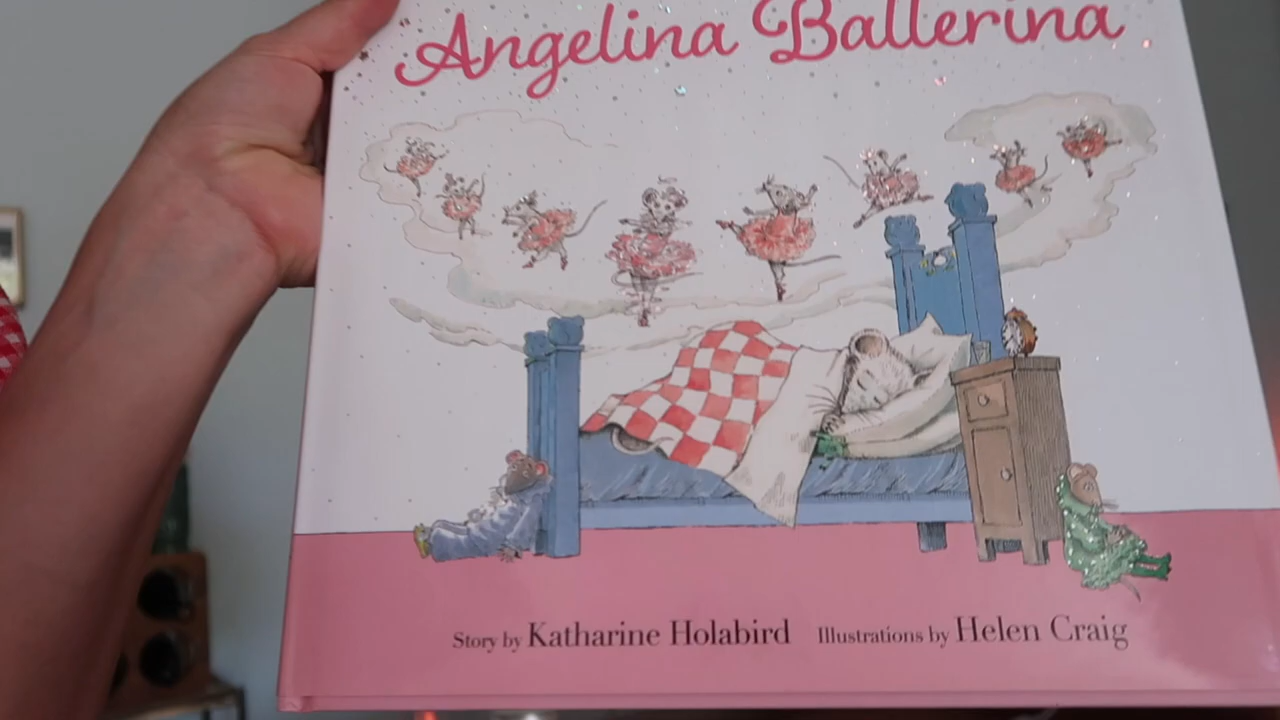 Angelina Ballerina
Story by Katharine Holabird Illustrations by Helen Craig